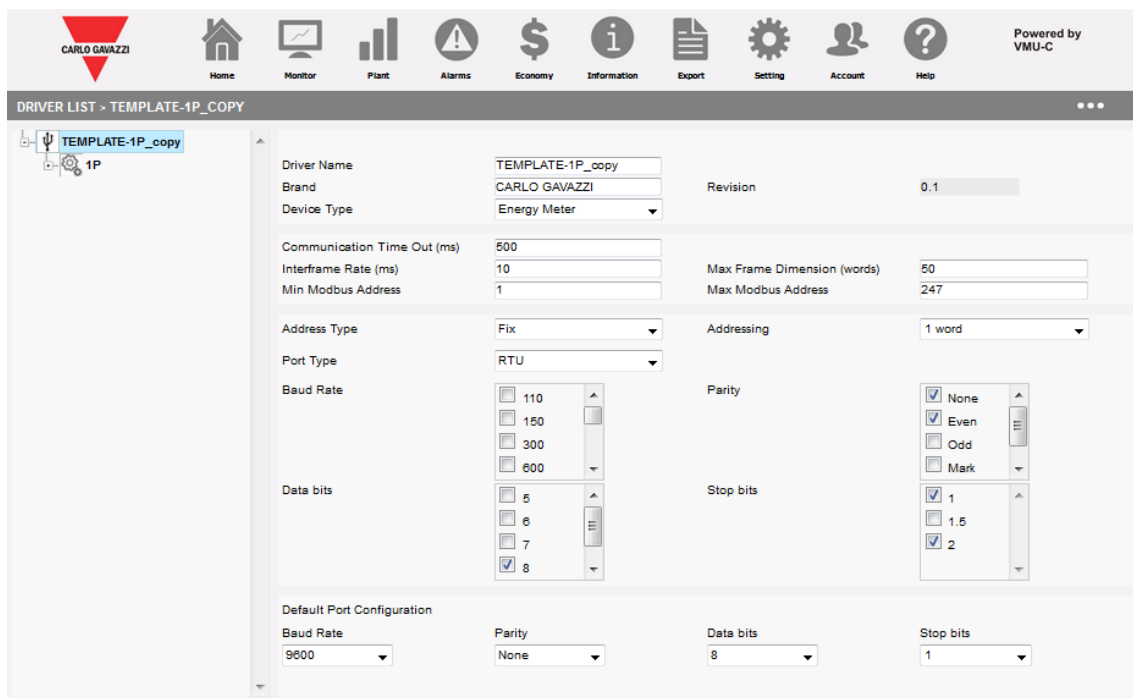 CARLO GAVAZZI
Home
Monitor
Plant
Alarms
Economy
Information
Export
Setting
Account
Help
Powered by
VMU-C
DRIVER LIST > TEMPLATE-1P_COPY
TEMPLATE-1P_copy
1P
Driver Name TEMPLATE-1P_copy
Brand CARLO GAVAZZI Revision 0.1
Device Type Energy Meter
Communication Time Out (ms) 500
Interframe Rate (ms) 10 Max Frame Dimension (words) 50
Min Modbus Address 1 Max Modbus Address 247
Address Type Fix Addressing 1 word
Port Type RTU
Baud Rate
110
150
300
600
Parity
None
Even
Odd
Mark
Data bits
5
6
7
8
Stop bits
1
1.5
2
Default Port Configuration
Baud Rate Parity Data bits Stop bits
9600 None 8 1